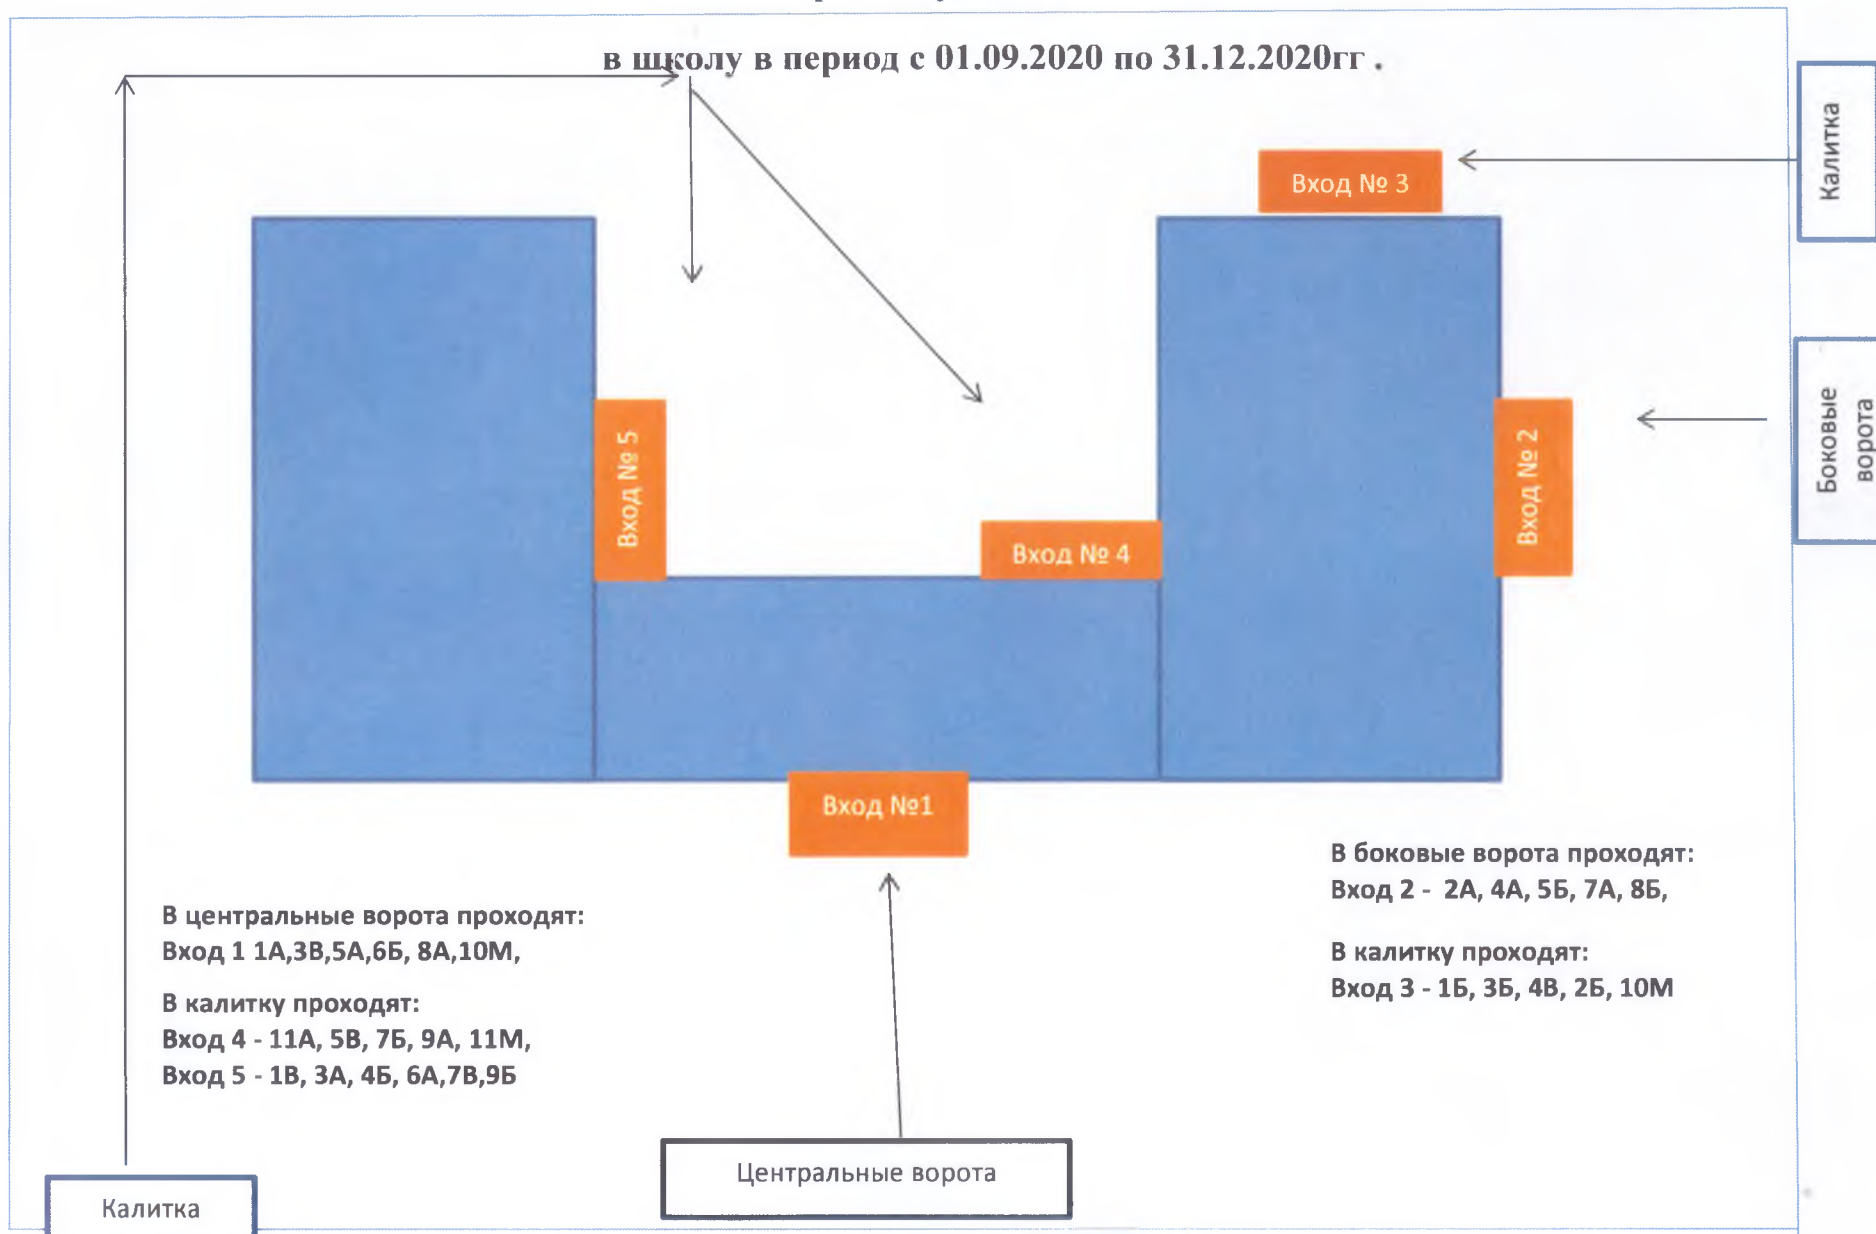 в школу в период с 01.09.2020 по 31.12.2020гг .
Калитка
Вход № 3
Боковые
ворота
Вход № 5
Вход № 2
Вход № 4
Вход №1
В боковые ворота проходят:
Вход 2 - 2А, 4А, 5Б, 7А, 8Б,
В калитку проходят:
Вход 3 - 1Б, 3Б, 4В, 2Б, 10М
В центральные ворота проходят:
Вход 1 1А,3В,5А,6Б, 8А,10М,
В калитку проходят:
Вход 4 - 11А, 5В, 7Б, 9А, 11М,
Вход 5 - 1В, 3А, 4Б, 6А,7В,9Б
Центральные ворота
Калитка